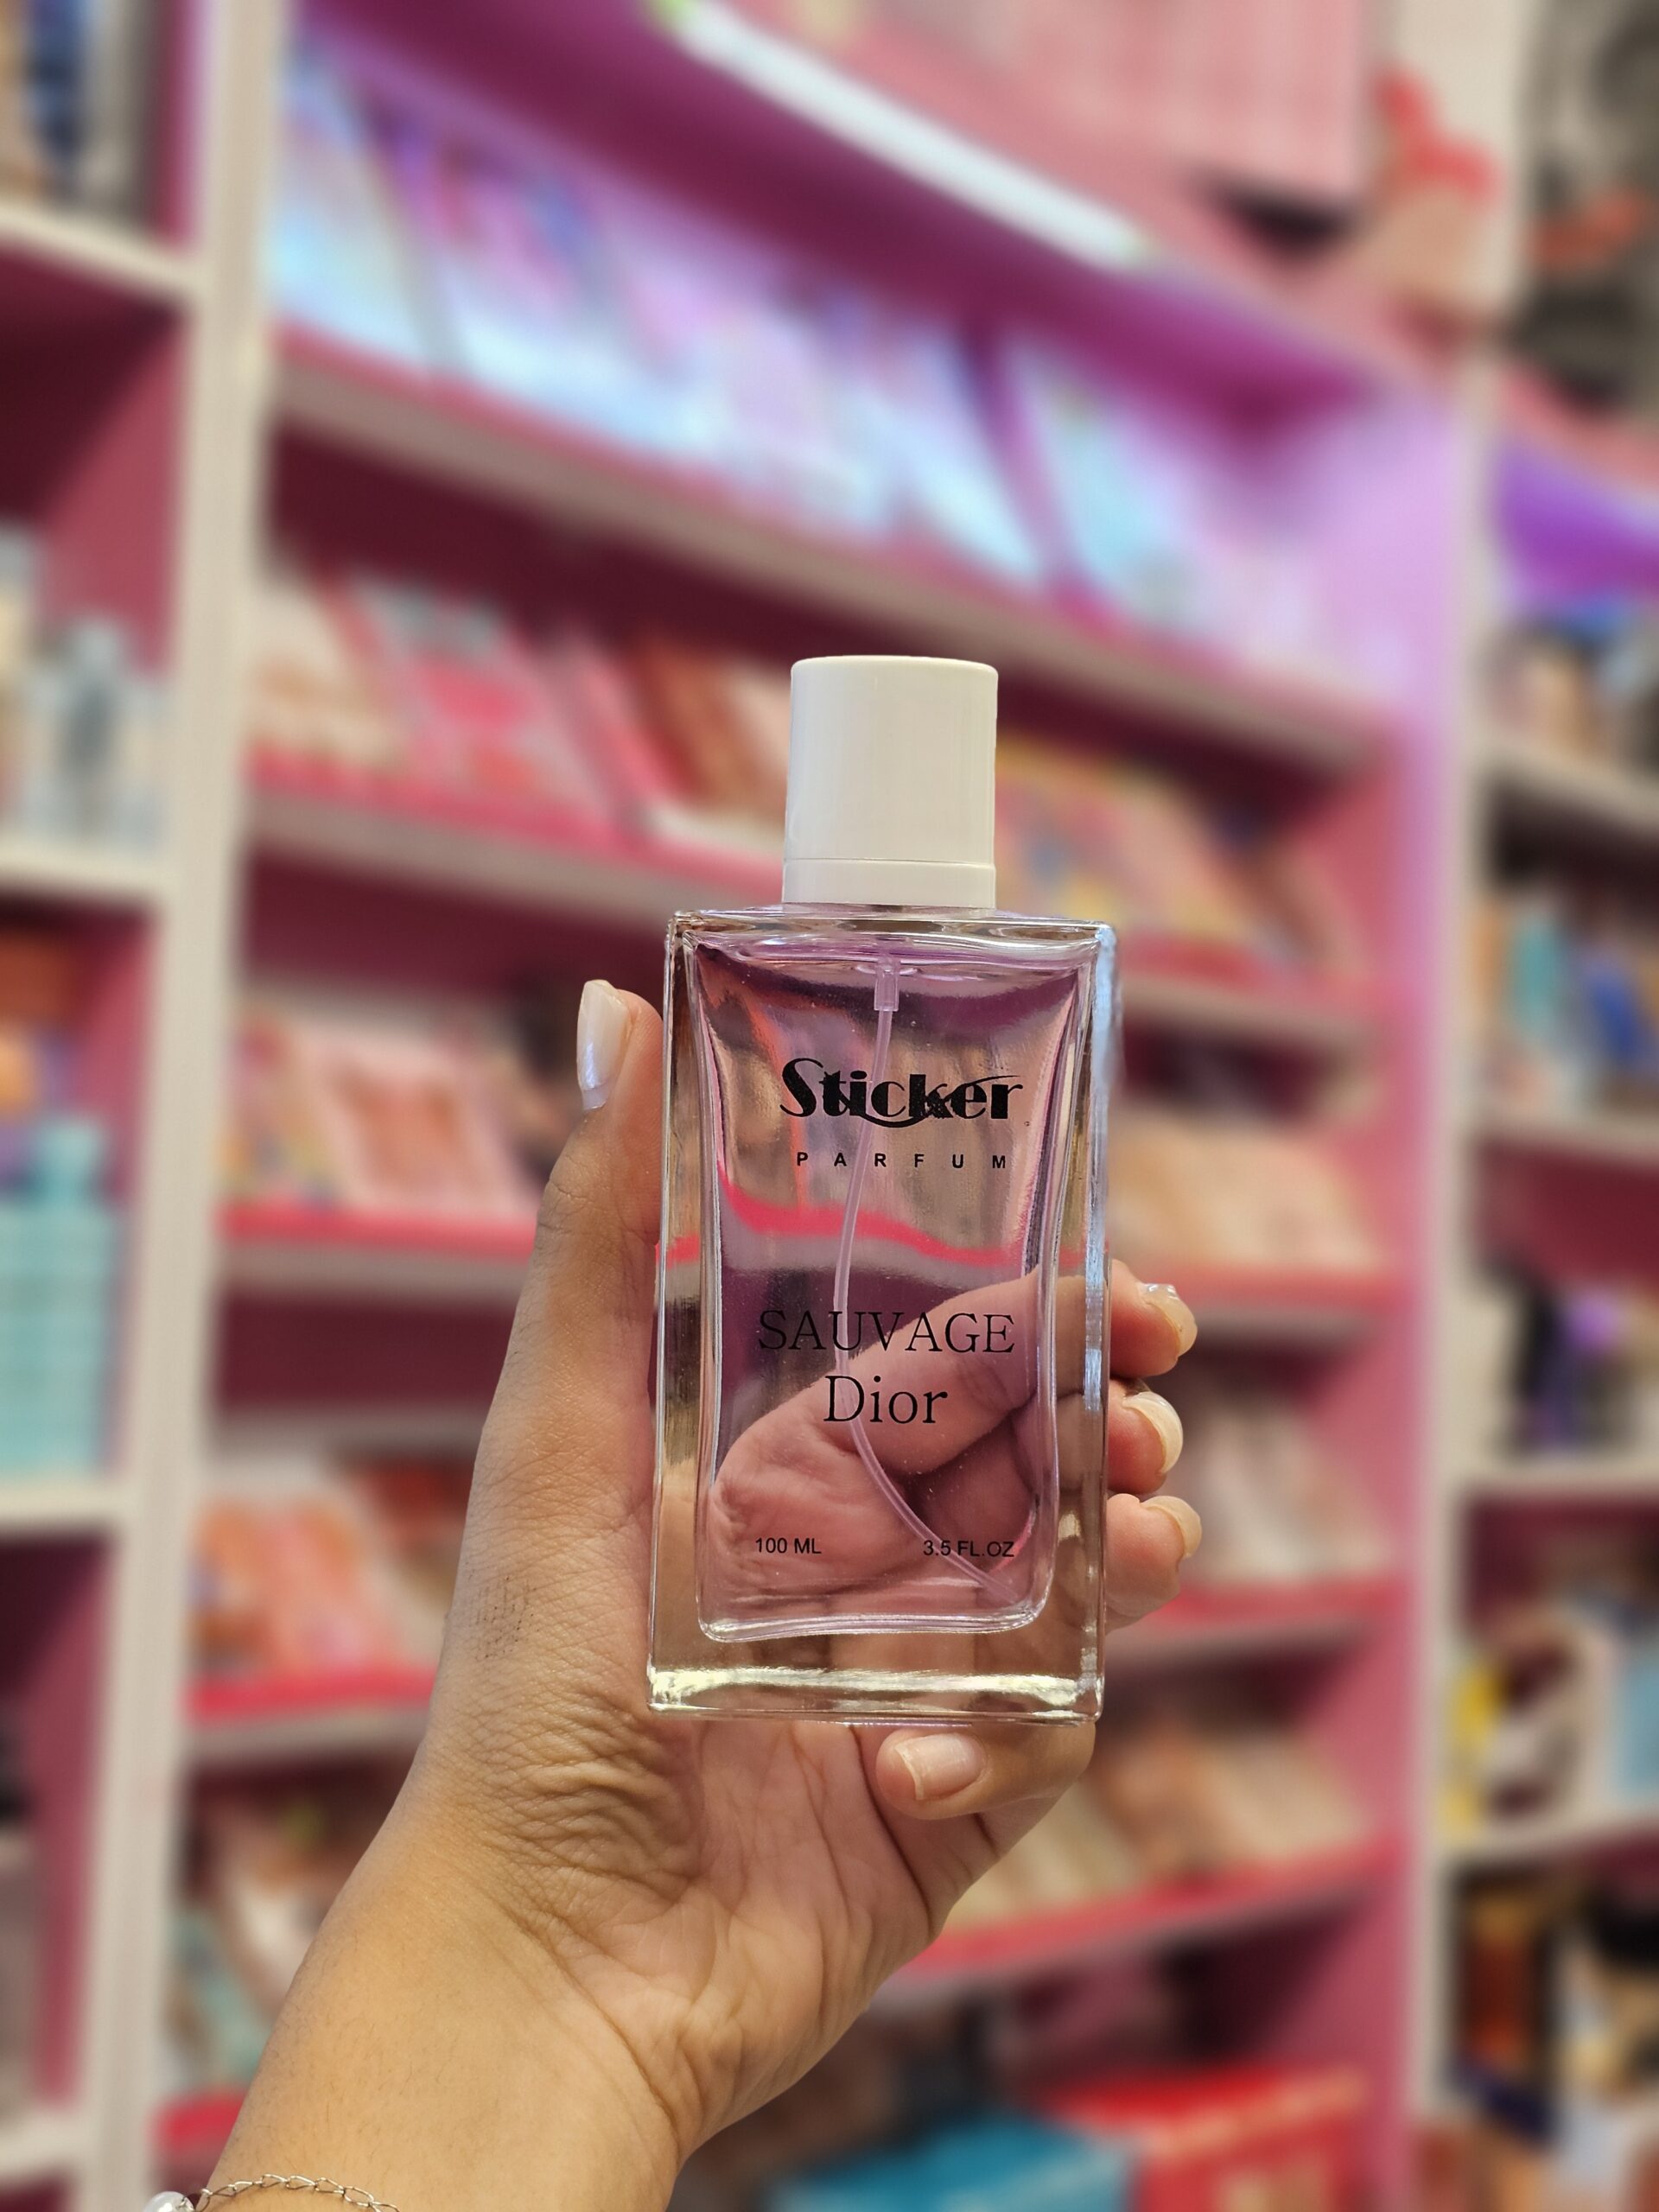 Sticker
PARFUM
SAUVAGE
Dior
100 ML 3.5 FL.OZ